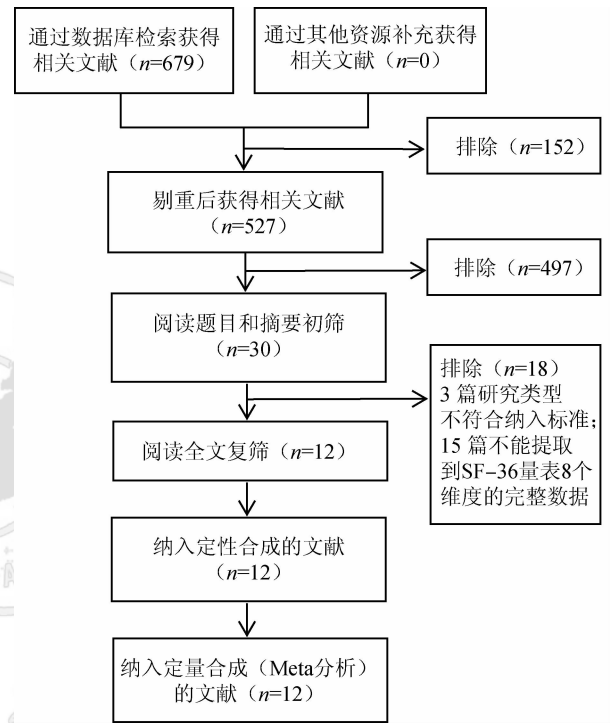 通过数据库检索获得
相关文献（n=679）
通过其他资源补充获得
相关文献（n=0）
排除（n=152）
剔重后获得相关文献
（n=527）
排除（n=497）
阅读题目和摘要初筛
（n=30）
排除（n=18）
3 篇研究类型
不符合纳入标准；
15 篇不能提取
到SF-36量表8个
维度的完整数据
阅读全文复筛（n=12）
纳入定性合成的文献
（n=12）
纳入定量合成（Meta分析）
的文献（n=12）